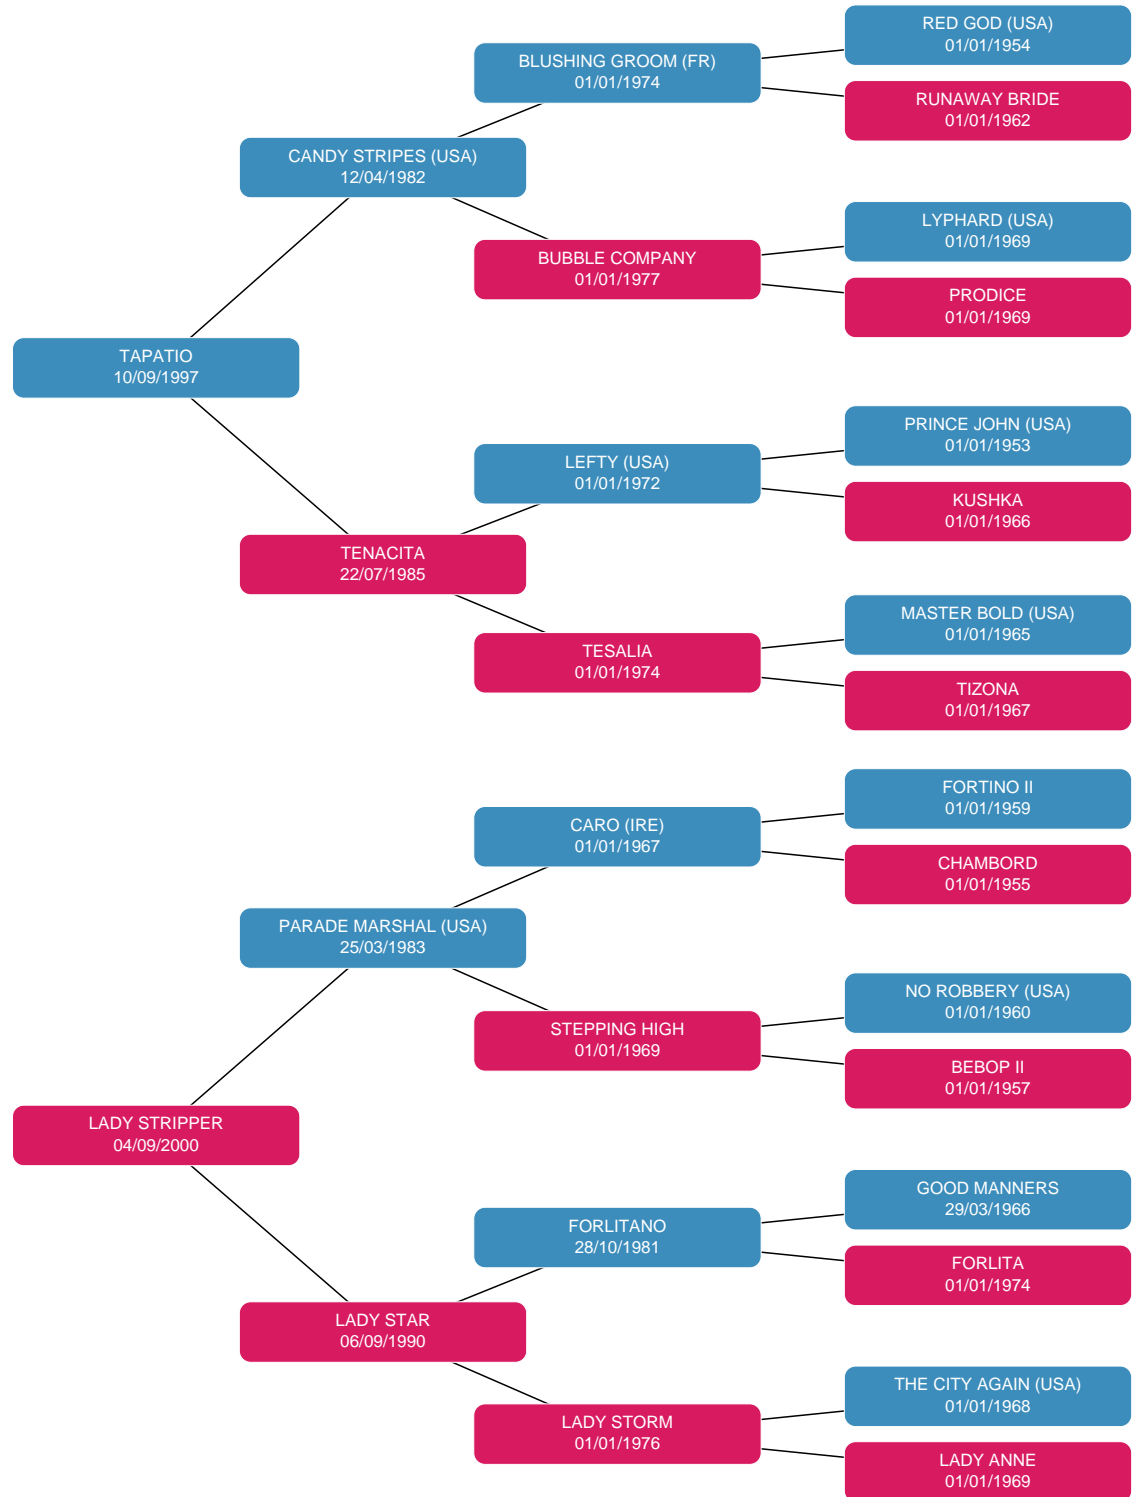 RED GOD (USA)
01/01/1954
BLUSHING GROOM (FR)
01/01/1974
RUNAWAY BRIDE
01/01/1962
CANDY STRIPES (USA)
12/04/1982
LYPHARD (USA)
01/01/1969
BUBBLE COMPANY
01/01/1977
PRODICE
01/01/1969
TAPATIO
10/09/1997
PRINCE JOHN (USA)
01/01/1953
LEFTY (USA)
01/01/1972
KUSHKA
01/01/1966
TENACITA
22/07/1985
MASTER BOLD (USA)
01/01/1965
TESALIA
01/01/1974
TIZONA
01/01/1967
FORTINO II
01/01/1959
CARO (IRE)
01/01/1967
CHAMBORD
01/01/1955
PARADE MARSHAL (USA)
25/03/1983
NO ROBBERY (USA)
01/01/1960
STEPPING HIGH
01/01/1969
BEBOP II
01/01/1957
LADY STRIPPER
04/09/2000
GOOD MANNERS
29/03/1966
FORLITANO
28/10/1981
FORLITA
01/01/1974
LADY STAR
06/09/1990
THE CITY AGAIN (USA)
01/01/1968
LADY STORM
01/01/1976
LADY ANNE
01/01/1969